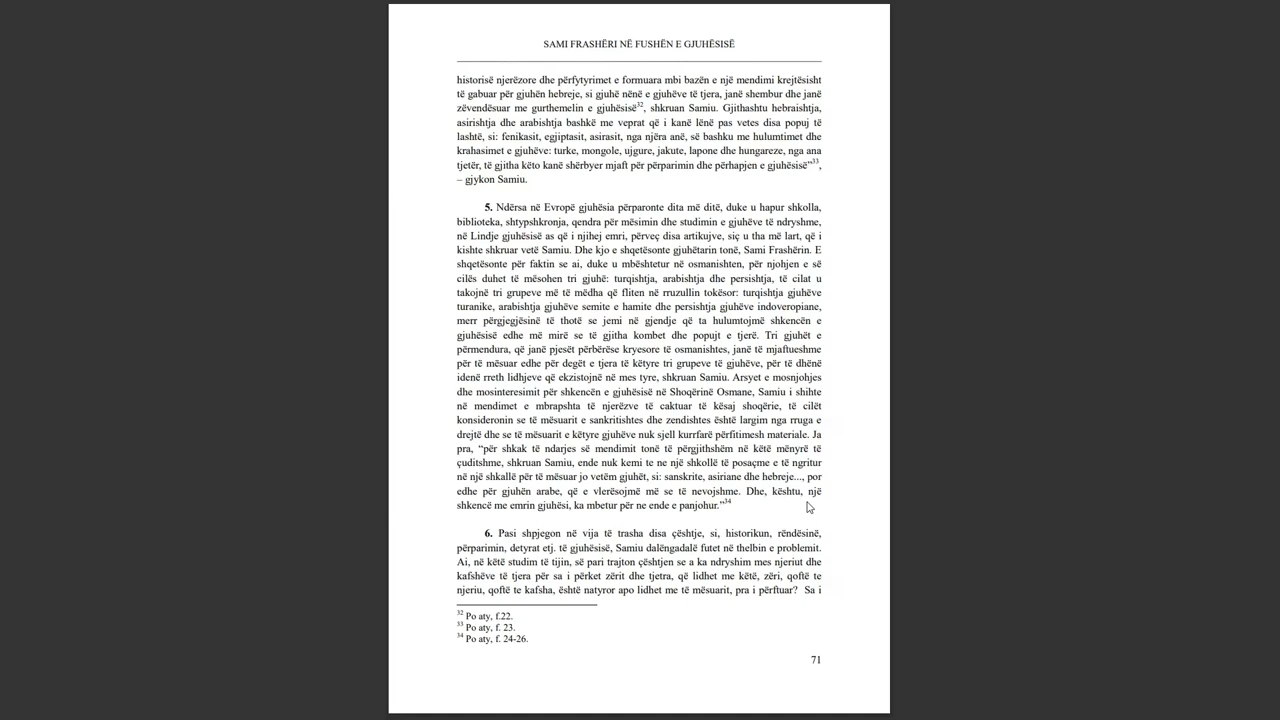 SAMI FRASHËRI NË FUSHËN E GJUHËSISË
historisë njerëzore dhe përfytyrimet e formuara mbi bazën e një mendimi krejtësisht
të gabuar për gjuhën hebreje, si gjuhë nënë e gjuhëve të tjera, janë shembur dhe janë
zëvendësuar me gurthemelin e gjuhësisë32, shkruan Samiu. Gjithashtu hebraishtja,
asirishtja dhe arabishtja bashkë me veprat që i kanë lënë pas vetes disa popuj të
lashtë, si: fenikasit, egjiptasit, asirasit, nga njëra anë, së bashku me hulumtimet dhe
krahasimet e gjuhëve: turke, mongole, ujgure, jakute, lapone dhe hungareze, nga ana
tjetër, të gjitha këto kanë shërbyer mjaft për përparimin dhe përhapjen e gjuhësisë”33,
– gjykon Samiu.
5. Ndërsa në Evropë gjuhësia përparonte dita më ditë, duke u hapur shkolla,
biblioteka, shtypshkronja, qendra për mësimin dhe studimin e gjuhëve të ndryshme,
në Lindje gjuhësisë as që i njihej emri, përveç disa artikujve, siç u tha më lart, që i
kishte shkruar vetë Samiu. Dhe kjo e shqetësonte gjuhëtarin tonë, Sami Frashërin. E
shqetësonte për faktin se ai, duke u mbështetur në osmanishten, për njohjen e së
cilës duhet të mësohen tri gjuhë: turqishtja, arabishtja dhe persishtja, të cilat u
takojnë tri grupeve më të mëdha që fliten në rruzullin tokësor: turqishtja gjuhëve
turanike, arabishtja gjuhëve semite e hamite dhe persishtja gjuhëve indoveropiane,
merr përgjegjësinë të thotë se jemi në gjendje që ta hulumtojmë shkencën e
gjuhësisë edhe më mirë se të gjitha kombet dhe popujt e tjerë. Tri gjuhët e
përmendura, që janë pjesët përbërëse kryesore të osmanishtes, janë të mjaftueshme
për të mësuar edhe për degët e tjera të këtyre tri grupeve të gjuhëve, për të dhënë
idenë rreth lidhjeve që ekzistojnë në mes tyre, shkruan Samiu. Arsyet e mosnjohjes
dhe mosinteresimit për shkencën e gjuhësisë në Shoqërinë Osmane, Samiu i shihte
në mendimet e mbrapshta të njerëzve të caktuar të kësaj shoqërie, të cilët
konsideronin se të mësuarit e sankritishtes dhe zendishtes është largim nga rruga e
drejtë dhe se të mësuarit e këtyre gjuhëve nuk sjell kurrfarë përfitimesh materiale. Ja
pra, “për shkak të ndarjes së mendimit tonë të përgjithshëm në këtë mënyrë të
çuditshme, shkruan Samiu, ende nuk kemi te ne një shkollë të posaçme e të ngritur
në një shkallë për të mësuar jo vetëm gjuhët, si: sanskrite, asiriane dhe hebreje..., por
edhe për gjuhën arabe, që e vlerësojmë më se të nevojshme. Dhe, kështu, një
shkencë me emrin gjuhësi, ka mbetur për ne ende e panjohur.”34
6. Pasi shpjegon në vija të trasha disa çështje, si, historikun, rëndësinë,
përparimin, detyrat etj. të gjuhësisë, Samiu dalëngadalë futet në thelbin e problemit.
Ai, në këtë studim të tijin, së pari trajton çështjen se a ka ndryshim mes njeriut dhe
kafshëve të tjera për sa i përket zërit dhe tjetra, që lidhet me këtë, zëri, qoftë te
njeriu, qoftë te kafsha, është natyror apo lidhet me të mësuarit, pra i përftuar? Sa i
32 Po aty, f.22.
33 Po aty, f. 23.
34 Po aty, f. 24-26.
71